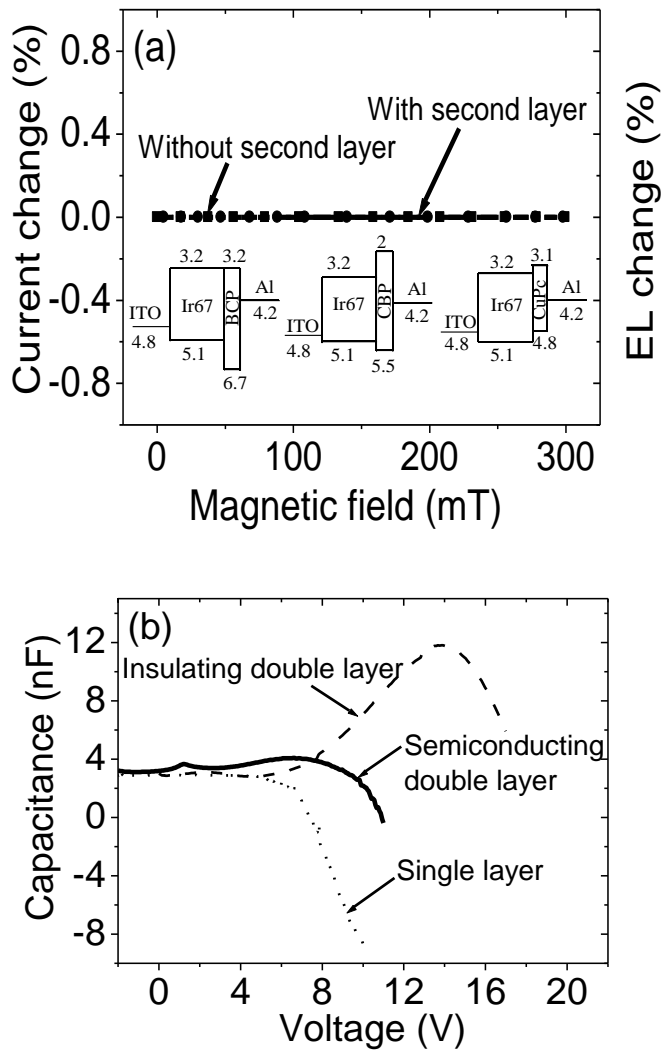 (a)
Current change (%)
EL change (%)
0.8
0.4
0.0
-0.4
-0.8
With second layer
Without second layer
3.2 3.2
ITO
4.8
Ir67
5.1
BCP
6.7
Al
4.2
3.2
2
ITO
4.8
Ir67
5.1
CBP
5.5
Al
4.2
3.2
3.1
ITO
4.8
Ir67
5.1
CuPc
4.8
Al
4.2
0 100 200 300
Magnetic field (mT)
(b)
Capacitance (nF)
12
8
4
0
-4
-8
Insulating double layer
Semiconducting
double layer
Single layer
0 4 8 12 16 20
Voltage (V)